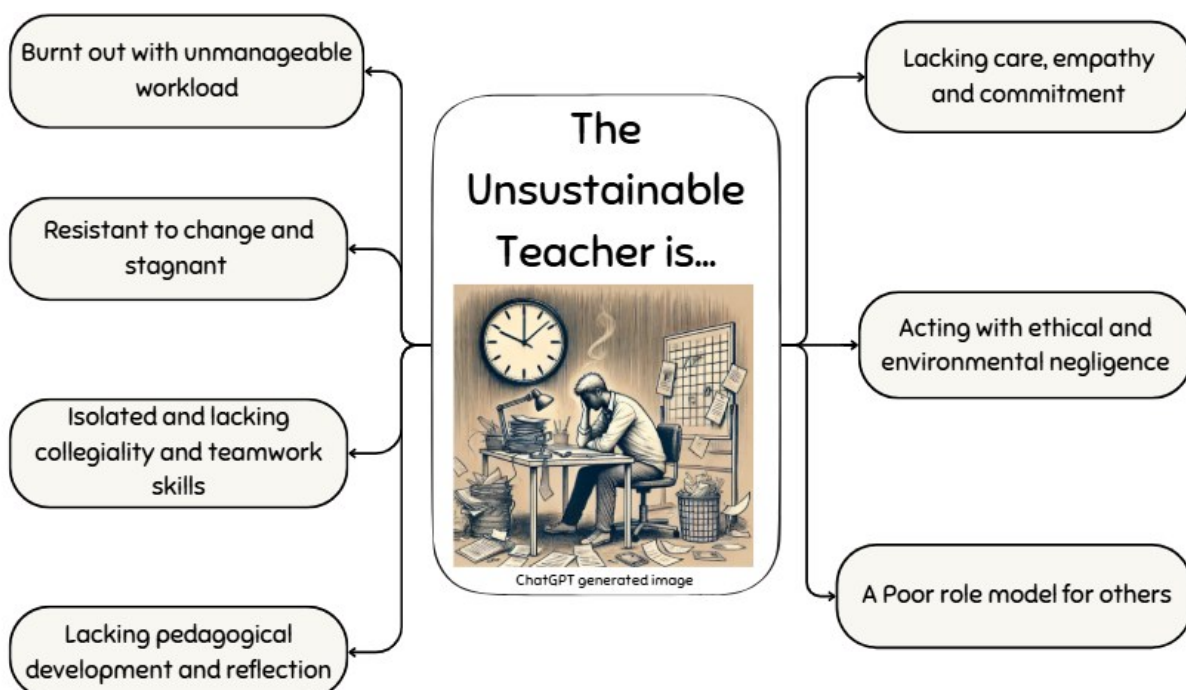 The
Unsustainable
Teacher is...
ChatGPT generated image
Burnt out with unmanageable
workload
Resistant to change and
stagnant
Isolated and lacking
collegiality and teamwork
skills
Lacking pedagogical
development and reflection
Lacking care, empathy
and commitment
Acting with ethical and
environmental negligence
A Poor role model for others